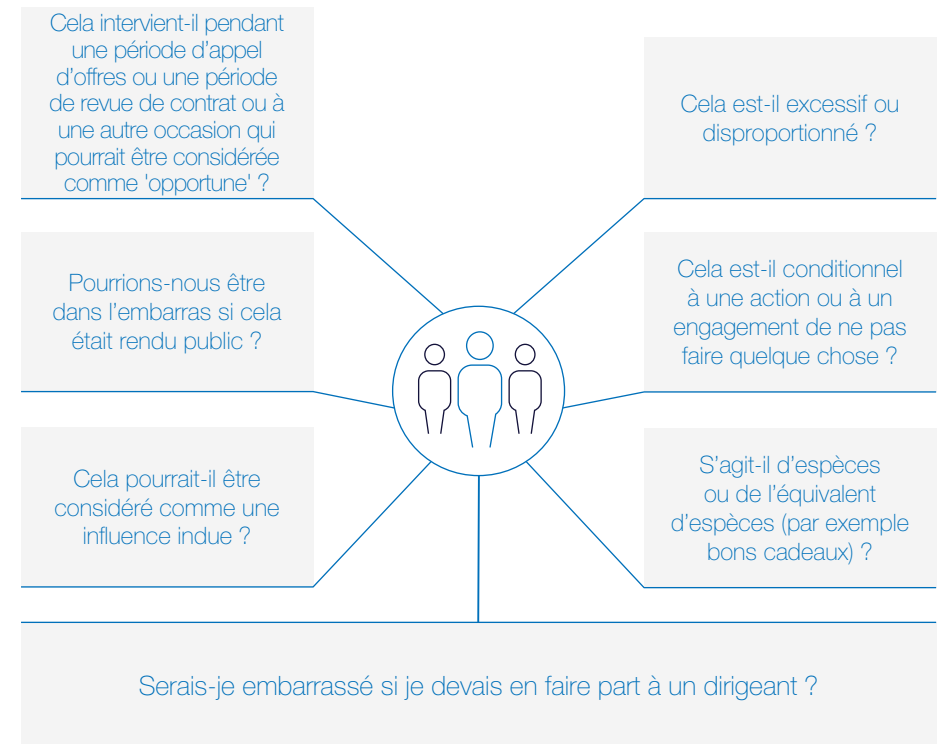 Cela intervient-il pendant
une période d’appel
d’offres ou une période
de revue de contrat ou à
une autre occasion qui
pourrait être considérée
comme 'opportune' ?
Pourrions-nous être
dans l’embarras si cela
était rendu public ?
Cela pourrait-il être
considéré comme une
influence indue ?
Cela est-il excessif ou
disproportionné ?
Cela est-il conditionnel
à une action ou à un
engagement de ne pas
faire quelque chose ?
S’agit-il d’espèces
ou de l’équivalent
d’espèces (par exemple
bons cadeaux) ?
Serais-je embarrassé si je devais en faire part à un dirigeant ?